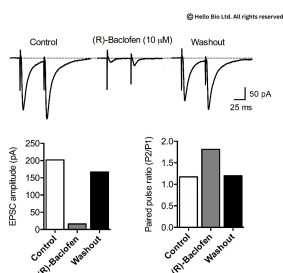 © Hello Bio Ltd. All rights reserved
Control (R)-Baclofen (10 µM) Washout
50 pA
25 ms
EPSC amplitude (pA)
250
200
150
100
50
0
Control
(R)-Baclofen
Washout
Paired pulse ratio (P2/P1)
2.0
1.5
1.0
0.5
0.0
Control
(R)-Baclofen
Washout